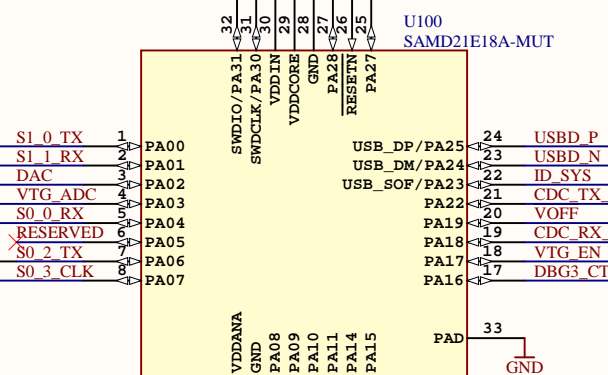 U100
SAMD21E18A-MUT
32 31 30 29 28 27 26 25
SWDIO/PA31
SWDCLK/PA30
VDDIN
VDDCORE
GND
PA28
RESETN
PA27
S1_0_TX 1 PA00
S1_1_RX 2 PA01
DAC 3 PA02
VTG_ADC 4 PA03
S0_0_RX 5 PA04
RESERVED 6 PA05
S0_2_TX 7 PA06
S0_3_CLK 8 PA07
USB_DP/PA25 24 USBD_P
USB_DM/PA24 23 USBD_N
USB_SOF/PA23 22 ID_SYS
PA22 21 CDC_TX_
PA19 20 VOFF
PA18 19 CDC_RX_
PA17 18 VTG_EN
PA16 17 DBG3_CT
VDDANA
GND
PA08
PA09
PA10
PA11
PA14
PA15
PAD 33
GND